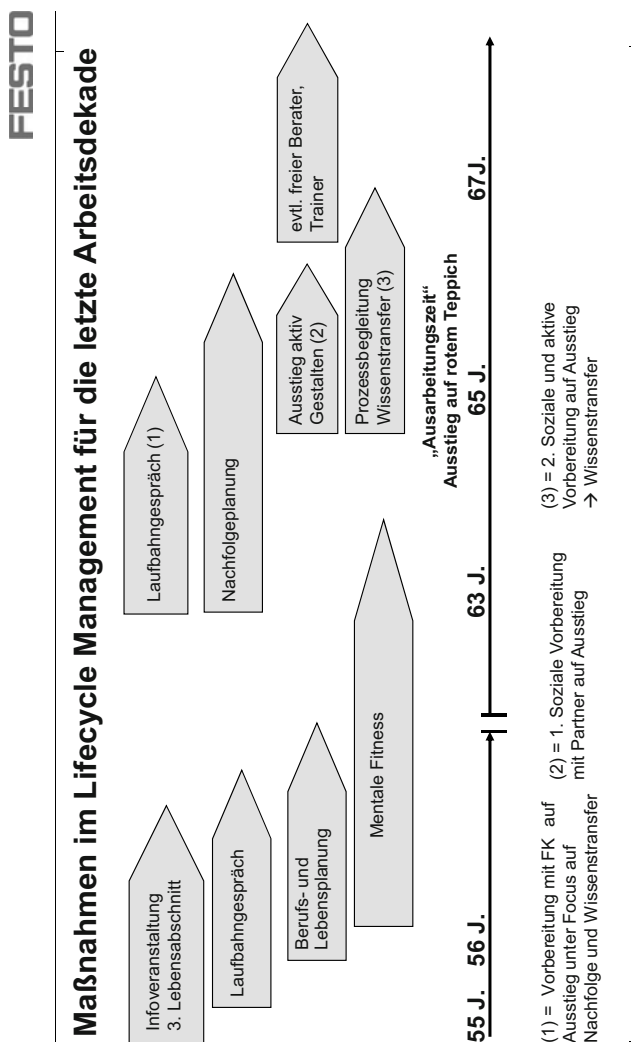 FESTO
Maßnahmen im Lifecycle Management für die letzte Arbeitsdekade
Infoveranstaltung
3. Lebensabschnitt
Laufbahngespräch
Berufs- und
Lebensplanung
Mentale Fitness
Laufbahngespräch (1)
Nachfolgeplanung
Ausstieg aktiv
Gestalten (2)
Prozessbegleitung
Wissenstransfer (3)
evtl. freier Berater,
Trainer
„Ausarbeitungszeit“
Ausstieg auf rotem Teppich
55 J. 56 J. 63 J. 65 J. 67J.
(1) = Vorbereitung mit FK auf
Ausstieg unter Focus auf
Nachfolge und Wissenstransfer
(2) = 1. Soziale Vorbereitung
mit Partner auf Ausstieg
(3) = 2. Soziale und aktive
Vorbereitung auf Ausstieg
→ Wissenstransfer